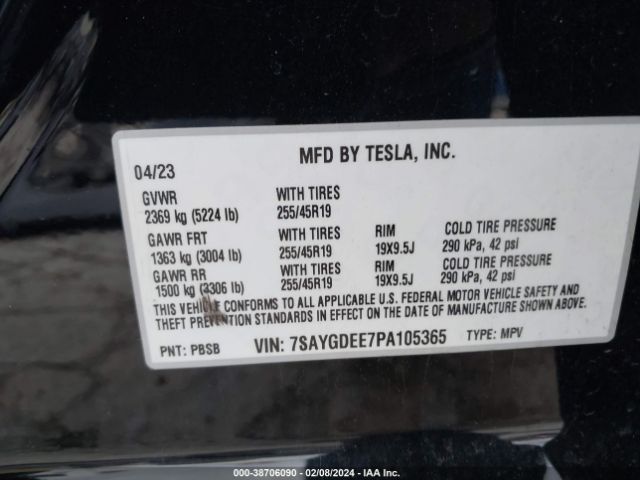 MFD BY TESLA, INC.
04/23
GVWR WITH TIRES
2369 kg (5224 lb) 255/45R19
GAWR FRT WITH TIRES RIM COLD TIRE PRESSURE
1363 kg (3004 lb) 255/45R19 19X9.5J 290 kPa, 42 psi
GAWR RR WITH TIRES RIM COLD TIRE PRESSURE
1500 kg (3306 lb) 255/45R19 19X9.5J 290 kPa, 42 psi
THIS VEHICLE CONFORMS TO ALL APPLICABLE U.S. FEDERAL MOTOR VEHICLE SAFETY AND
THEFT PREVENTION STANDARDS IN EFFECT ON THE DATE OF MANUFACTURE SHOWN ABOVE.
PNT: PBSB VIN: 7SAYGDEE7PA105365 TYPE: MPV
000-38706090 — 02/08/2024 — IAA Inc.